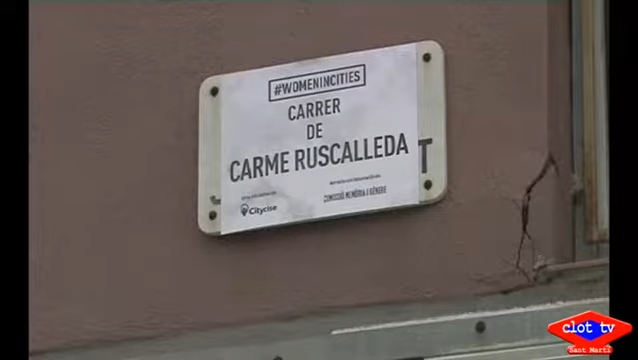 #WOMENINCITIES
CARRER
DE
CARME RUSCALLEDA
T
Citycise
COMISSIÓ MEMÒRIA I GÈNERE
clot tv
Sant Martí